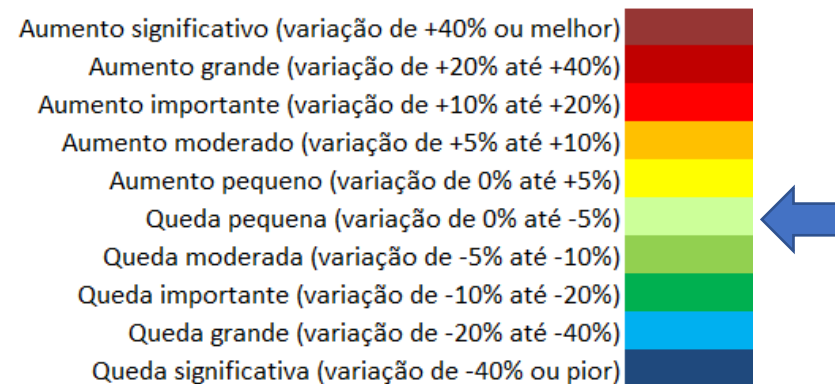 Aumento significativo (variação de +40% ou melhor)
Aumento grande (variação de +20% até +40%)
Aumento importante (variação de +10% até +20%)
Aumento moderado (variação de +5% até +10%)
Aumento pequeno (variação de 0% até +5%)
Queda pequena (variação de 0% até -5%)
Queda moderada (variação de -5% até -10%)
Queda importante (variação de -10% até -20%)
Queda grande (variação de -20% até -40%)
Queda significativa (variação de -40% ou pior)